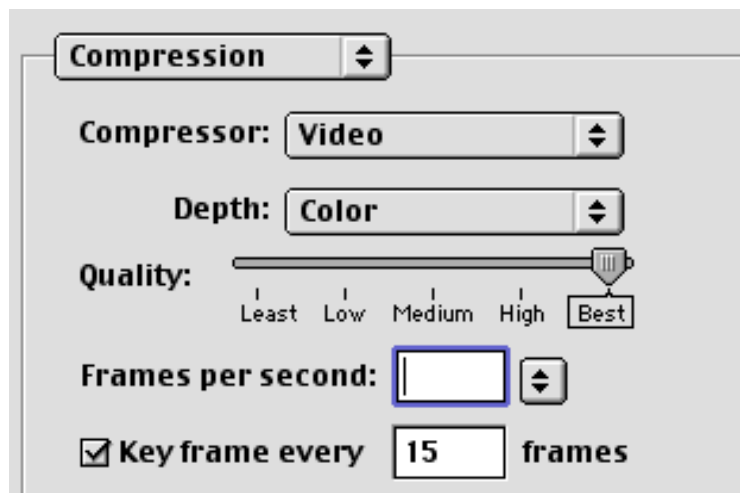 Compression
Compressor: Video
Depth: Color
Quality:
Least Low Medium High Best
Frames per second:
Key frame every 15 frames